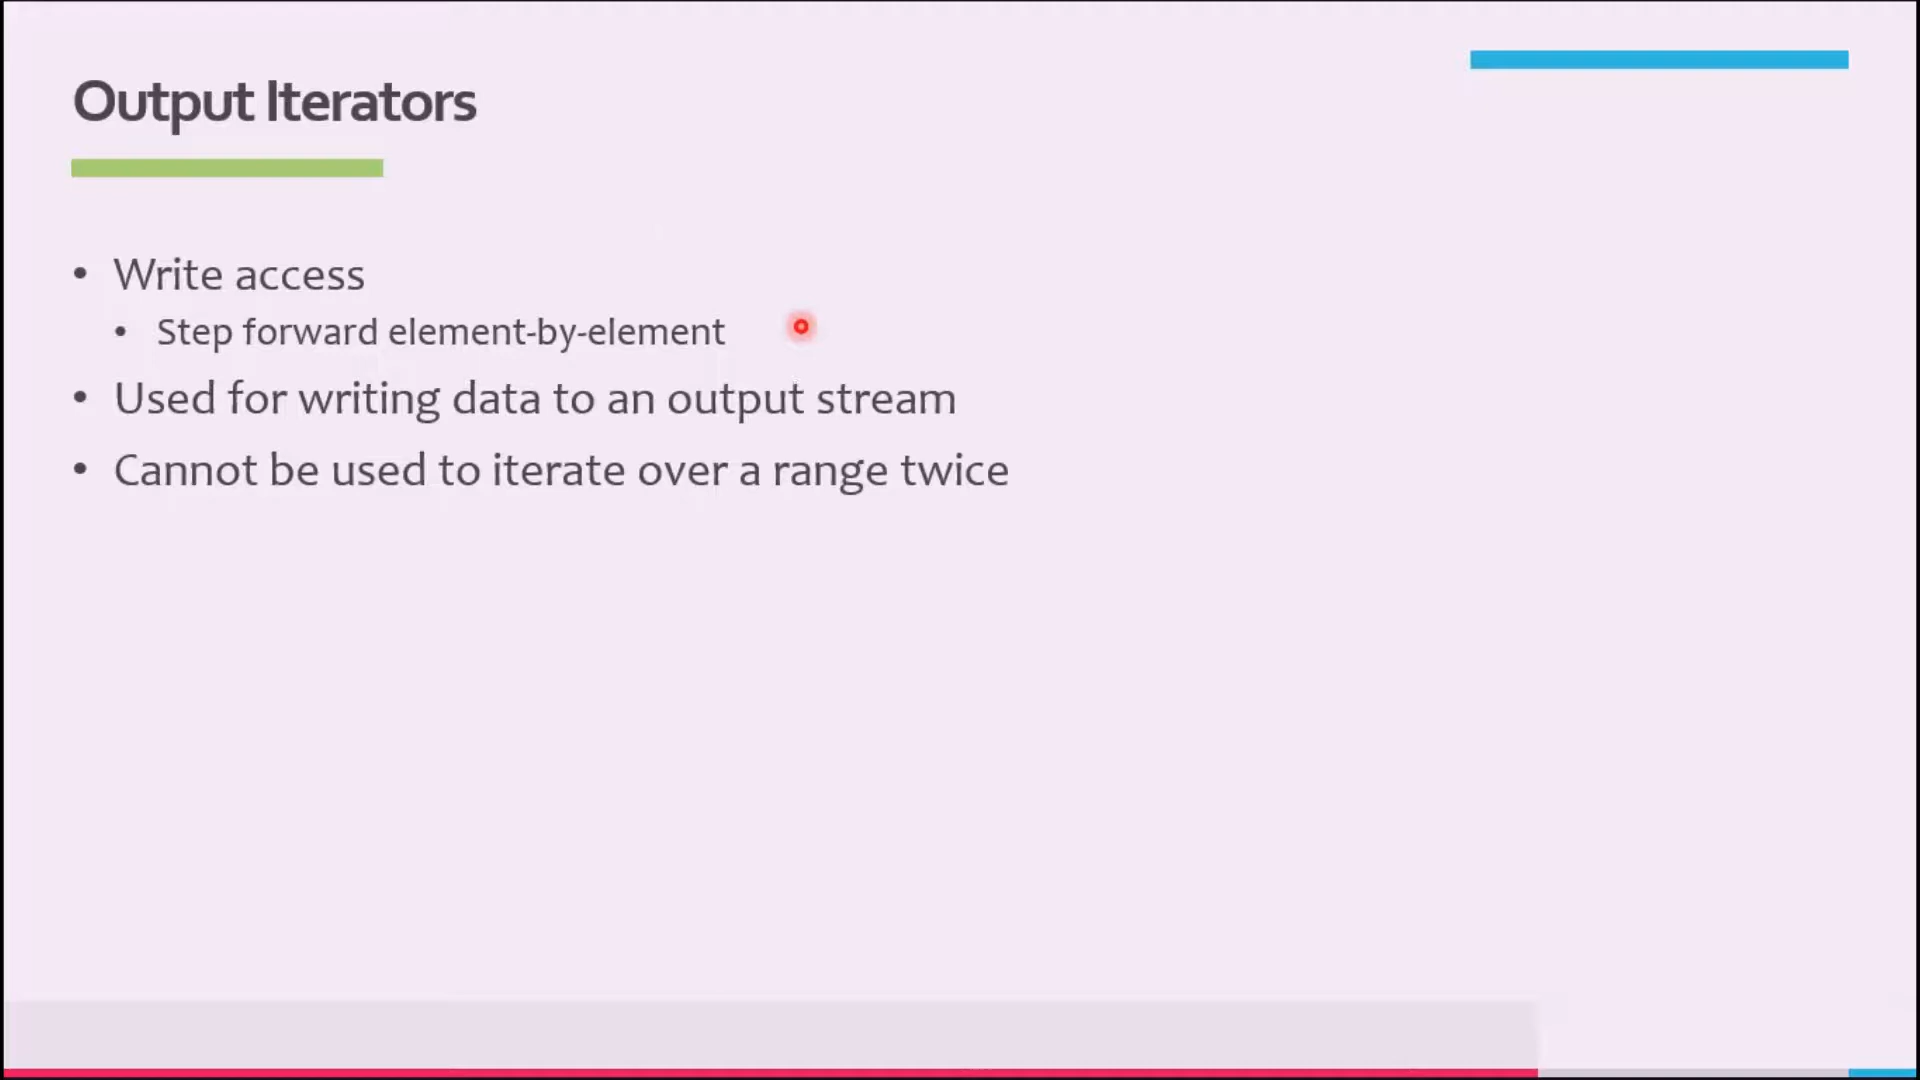 Output Iterators
• Write access
• Step forward element-by-element
• Used for writing data to an output stream
• Cannot be used to iterate over a range twice